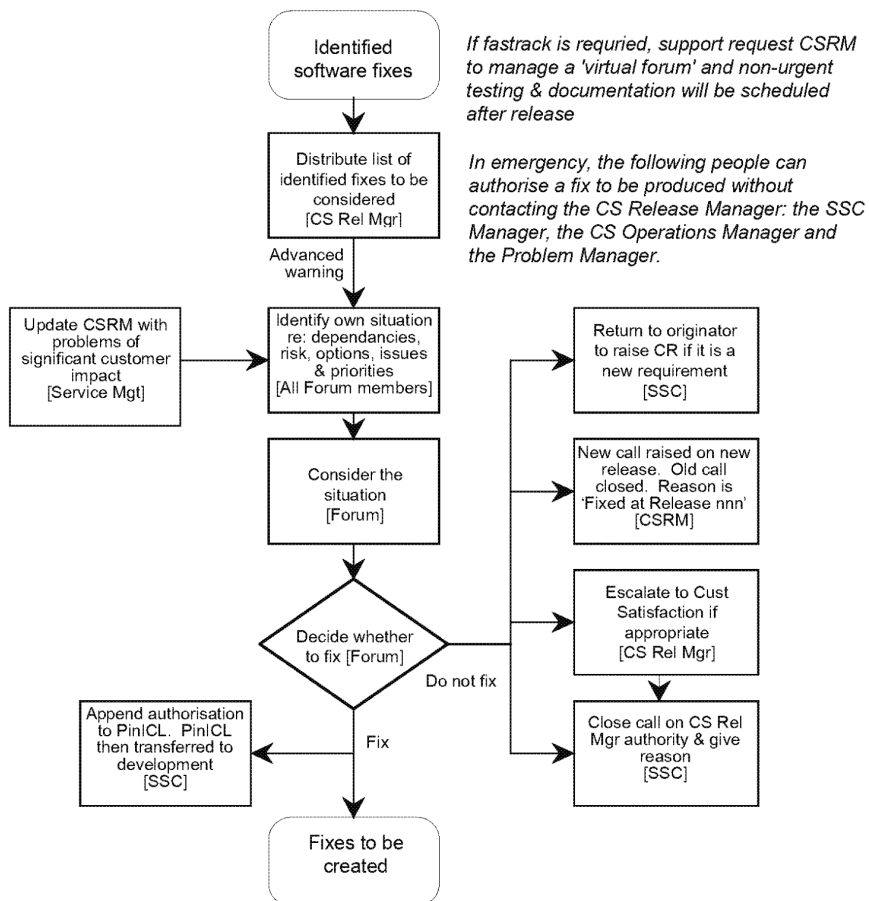 Identified
software fixes
If fastrack is requried, support request CSRM
to manage a 'virtual forum' and non-urgent
testing & documentation will be scheduled
after release
Distribute list of
identified fixes to be
considered
[CS Rel Mgr]
In emergency, the following people can
authorise a fix to be produced without
contacting the CS Release Manager: the SSC
Manager, the CS Operations Manager and
the Problem Manager.
Advanced
warning
Update CSRM with
problems of
significant customer
impact
[Service Mgt]
Identify own situation
re: dependancies,
risk, options, issues
& priorities
[All Forum members]
Return to originator
to raise CR if it is a
new requirement
[SSC]
Consider the
situation
[Forum]
New call raised on new
release. Old call
closed. Reason is
'Fixed at Release nnn'
[CSRM]
Decide whether
to fix [Forum]
Do not fix
Escalate to Cust
Satisfaction if
appropriate
[CS Rel Mgr]
Append authorisation
to PinICL. PinICL
then transferred to
development
[SSC]
Fix
Close call on CS Rel
Mgr authority & give
reason
[SSC]
Fixes to be
created